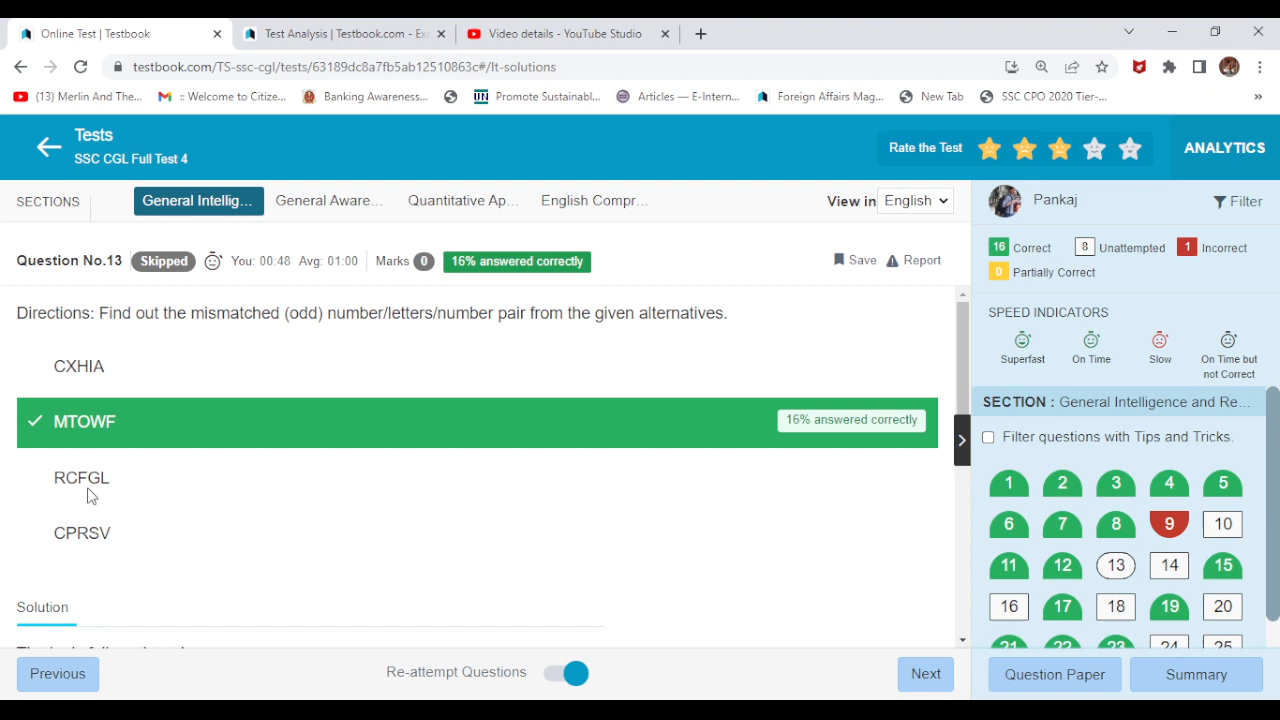 Online Test | Testbook
Test Analysis | Testbook.com - Ex
Video details - YouTube Studio
testbook.com/TS-ssc-cgl/tests/63189dc8a7fb5ab12510863c#/lt-solutions
(13) Merlin And The...
:: Welcome to Citize...
Banking Awareness...
UN
Promote Sustainabl...
Articles — E-Intern...
Foreign Affairs Mag...
New Tab
SSC CPO 2020 Tier-...
»
Tests
SSC CGL Full Test 4
Rate the Test
ANALYTICS
SECTIONS
General Intellig...
General Aware...
Quantitative Ap...
English Compr...
View in English
Pankaj
Filter
Question No.13 Skipped You: 00:48 Avg: 01:00 Marks 0 16% answered correctly
Save Report
16 Correct 8 Unattempted 1 Incorrect
0 Partially Correct
Directions: Find out the mismatched (odd) number/letters/number pair from the given alternatives.
CXHIA
MTOWF 16% answered correctly
RCFGL
CPRSV
Solution
SPEED INDICATORS
Superfast
On Time
Slow
On Time but
not Correct
SECTION : General Intelligence and Re...
Filter questions with Tips and Tricks.
1 2 3 4 5
6 7 8 9 10
11 12 13 14 15
16 17 18 19 20
21 22 23 24 25
Previous
Re-attempt Questions
Next
Question Paper
Summary